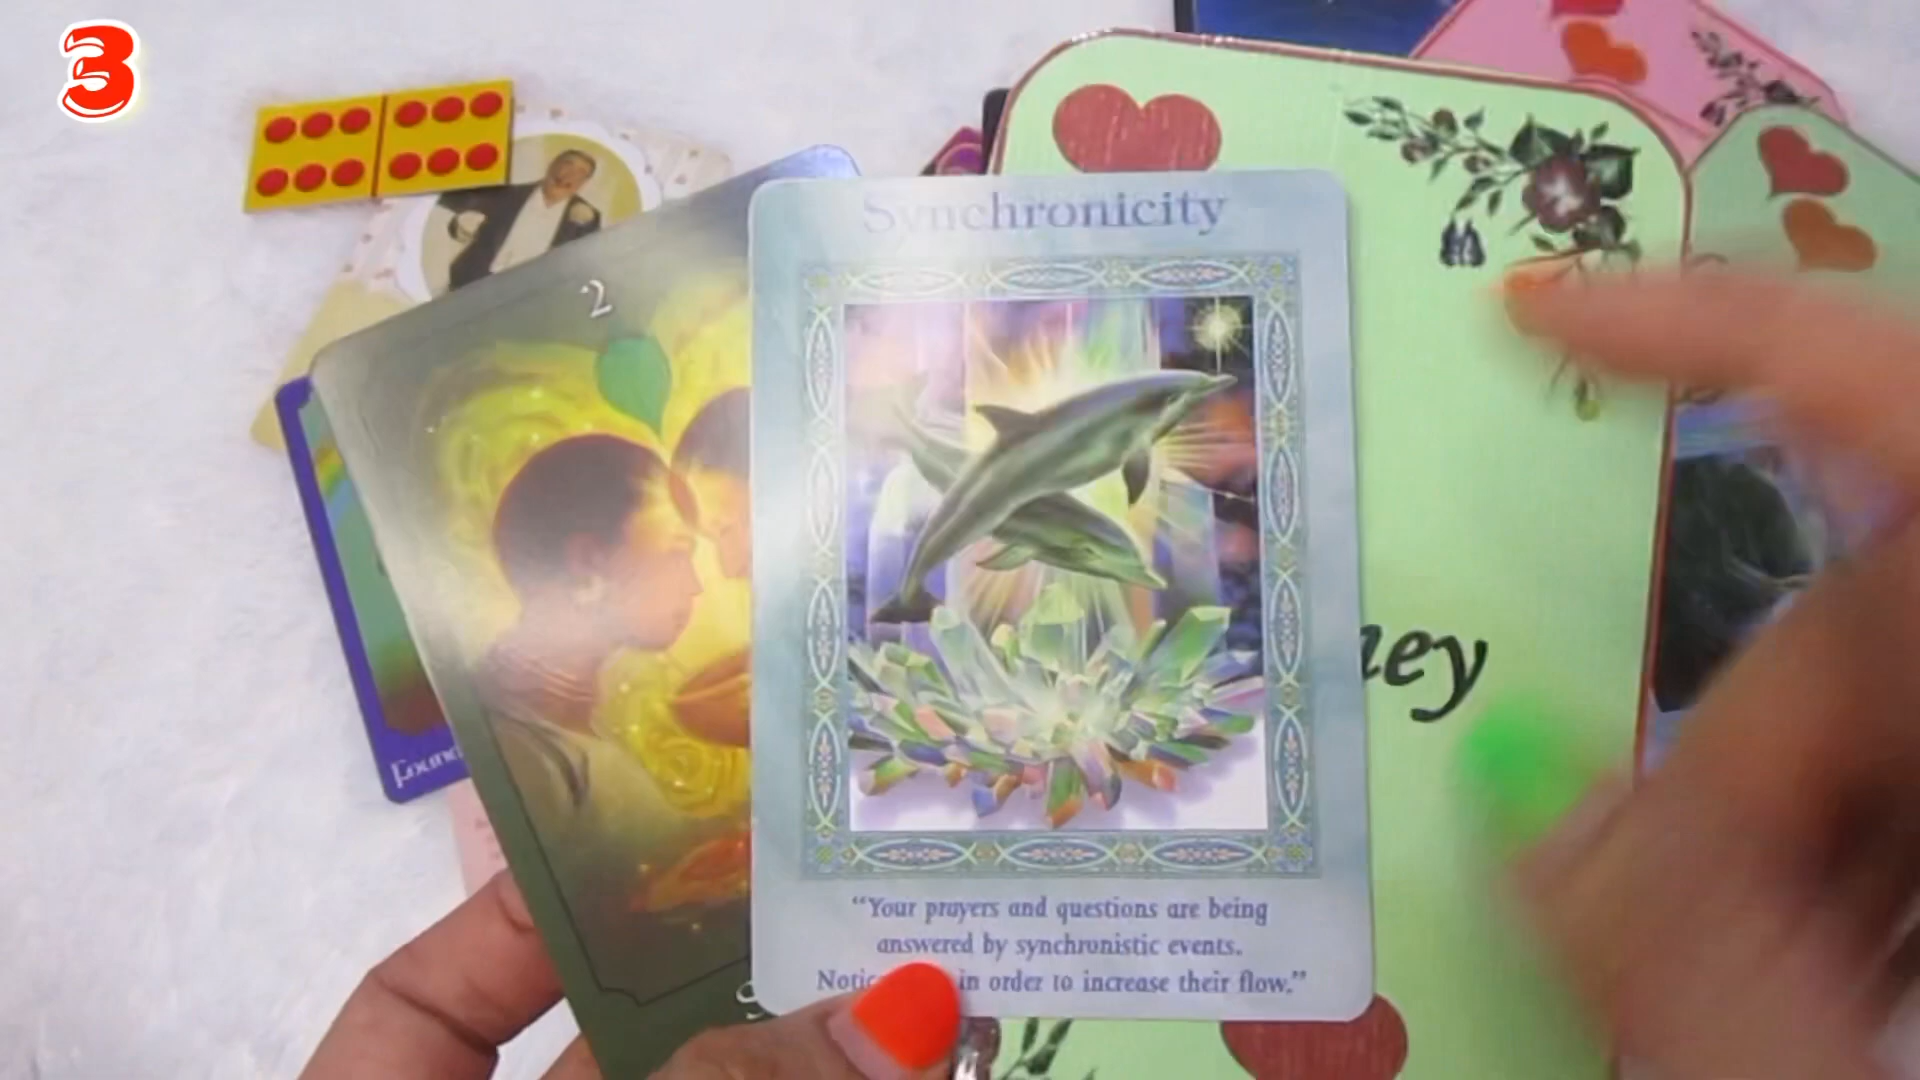 3
2
Synchronicity
"Your prayers and questions are being
answered by synchronistic events.
in order to increase their flow."